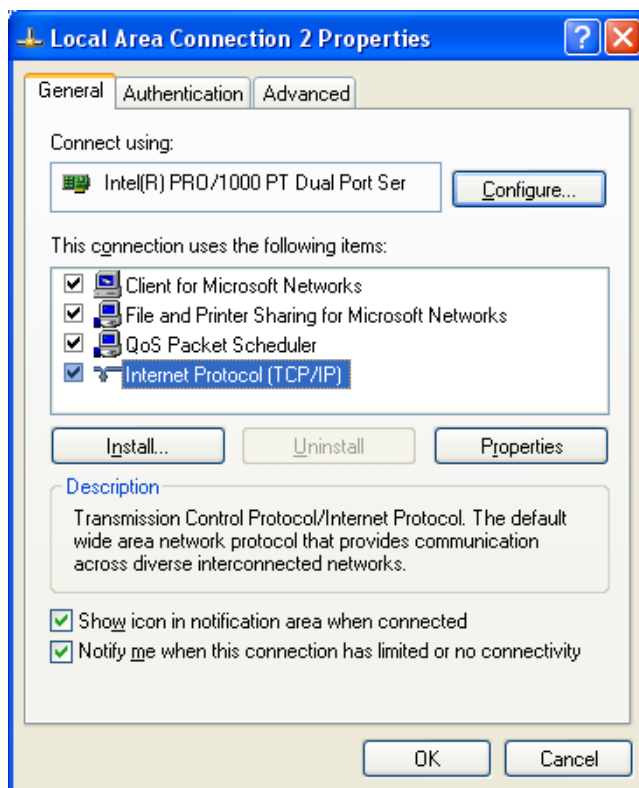 Local Area Connection 2 Properties
General Authentication Advanced
Connect using:
Intel(R) PRO/1000 PT Dual Port Ser
Configure...
This connection uses the following items:
Client for Microsoft Networks
File and Printer Sharing for Microsoft Networks
QoS Packet Scheduler
Internet Protocol (TCP/IP)
Install... Uninstall Properties
Description
Transmission Control Protocol/Internet Protocol. The default
wide area network protocol that provides communication
across diverse interconnected networks.
Show icon in notification area when connected
Notify me when this connection has limited or no connectivity
OK Cancel